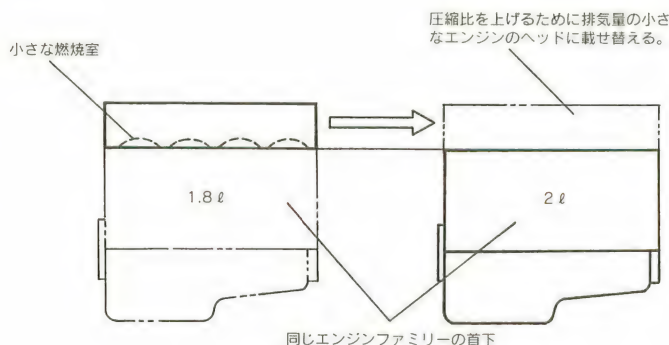 圧縮比を上げるために排気量の小さ
なエンジンのヘッドに載せ替える。
小さな燃焼室
1.8ℓ
2ℓ
同じエンジンファミリーの首下